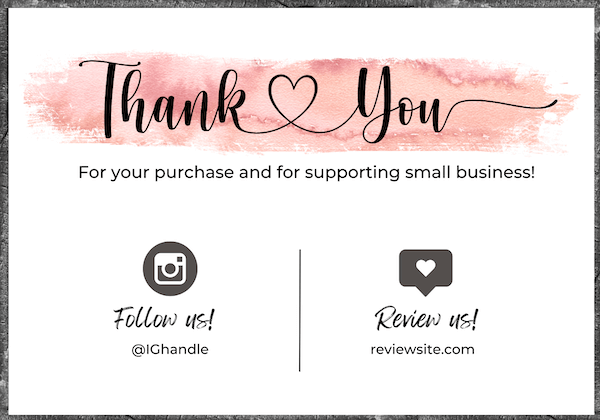 Thank You
For your purchase and for supporting small business!
Follow us!
@IGhandle
Review us!
reviewsite.com